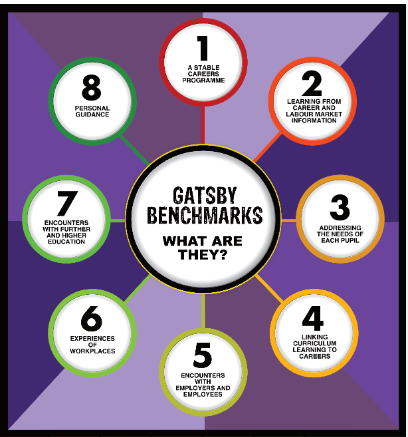 1
A STABLE
CAREERS
PROGRAMME
2
LEARNING FROM
CAREER AND
LABOUR MARKET
INFORMATION
3
ADDRESSING
THE NEEDS OF
EACH PUPIL
4
LINKING
CURRICULUM
LEARNING TO
CAREERS
5
ENCOUNTERS
WITH
EMPLOYERS AND
EMPLOYEES
6
EXPERIENCES
OF
WORKPLACES
7
ENCOUNTERS
WITH FURTHER
AND HIGHER
EDUCATION
8
PERSONAL
GUIDANCE
GATSBY
BENCHMARKS
WHAT ARE
THEY?